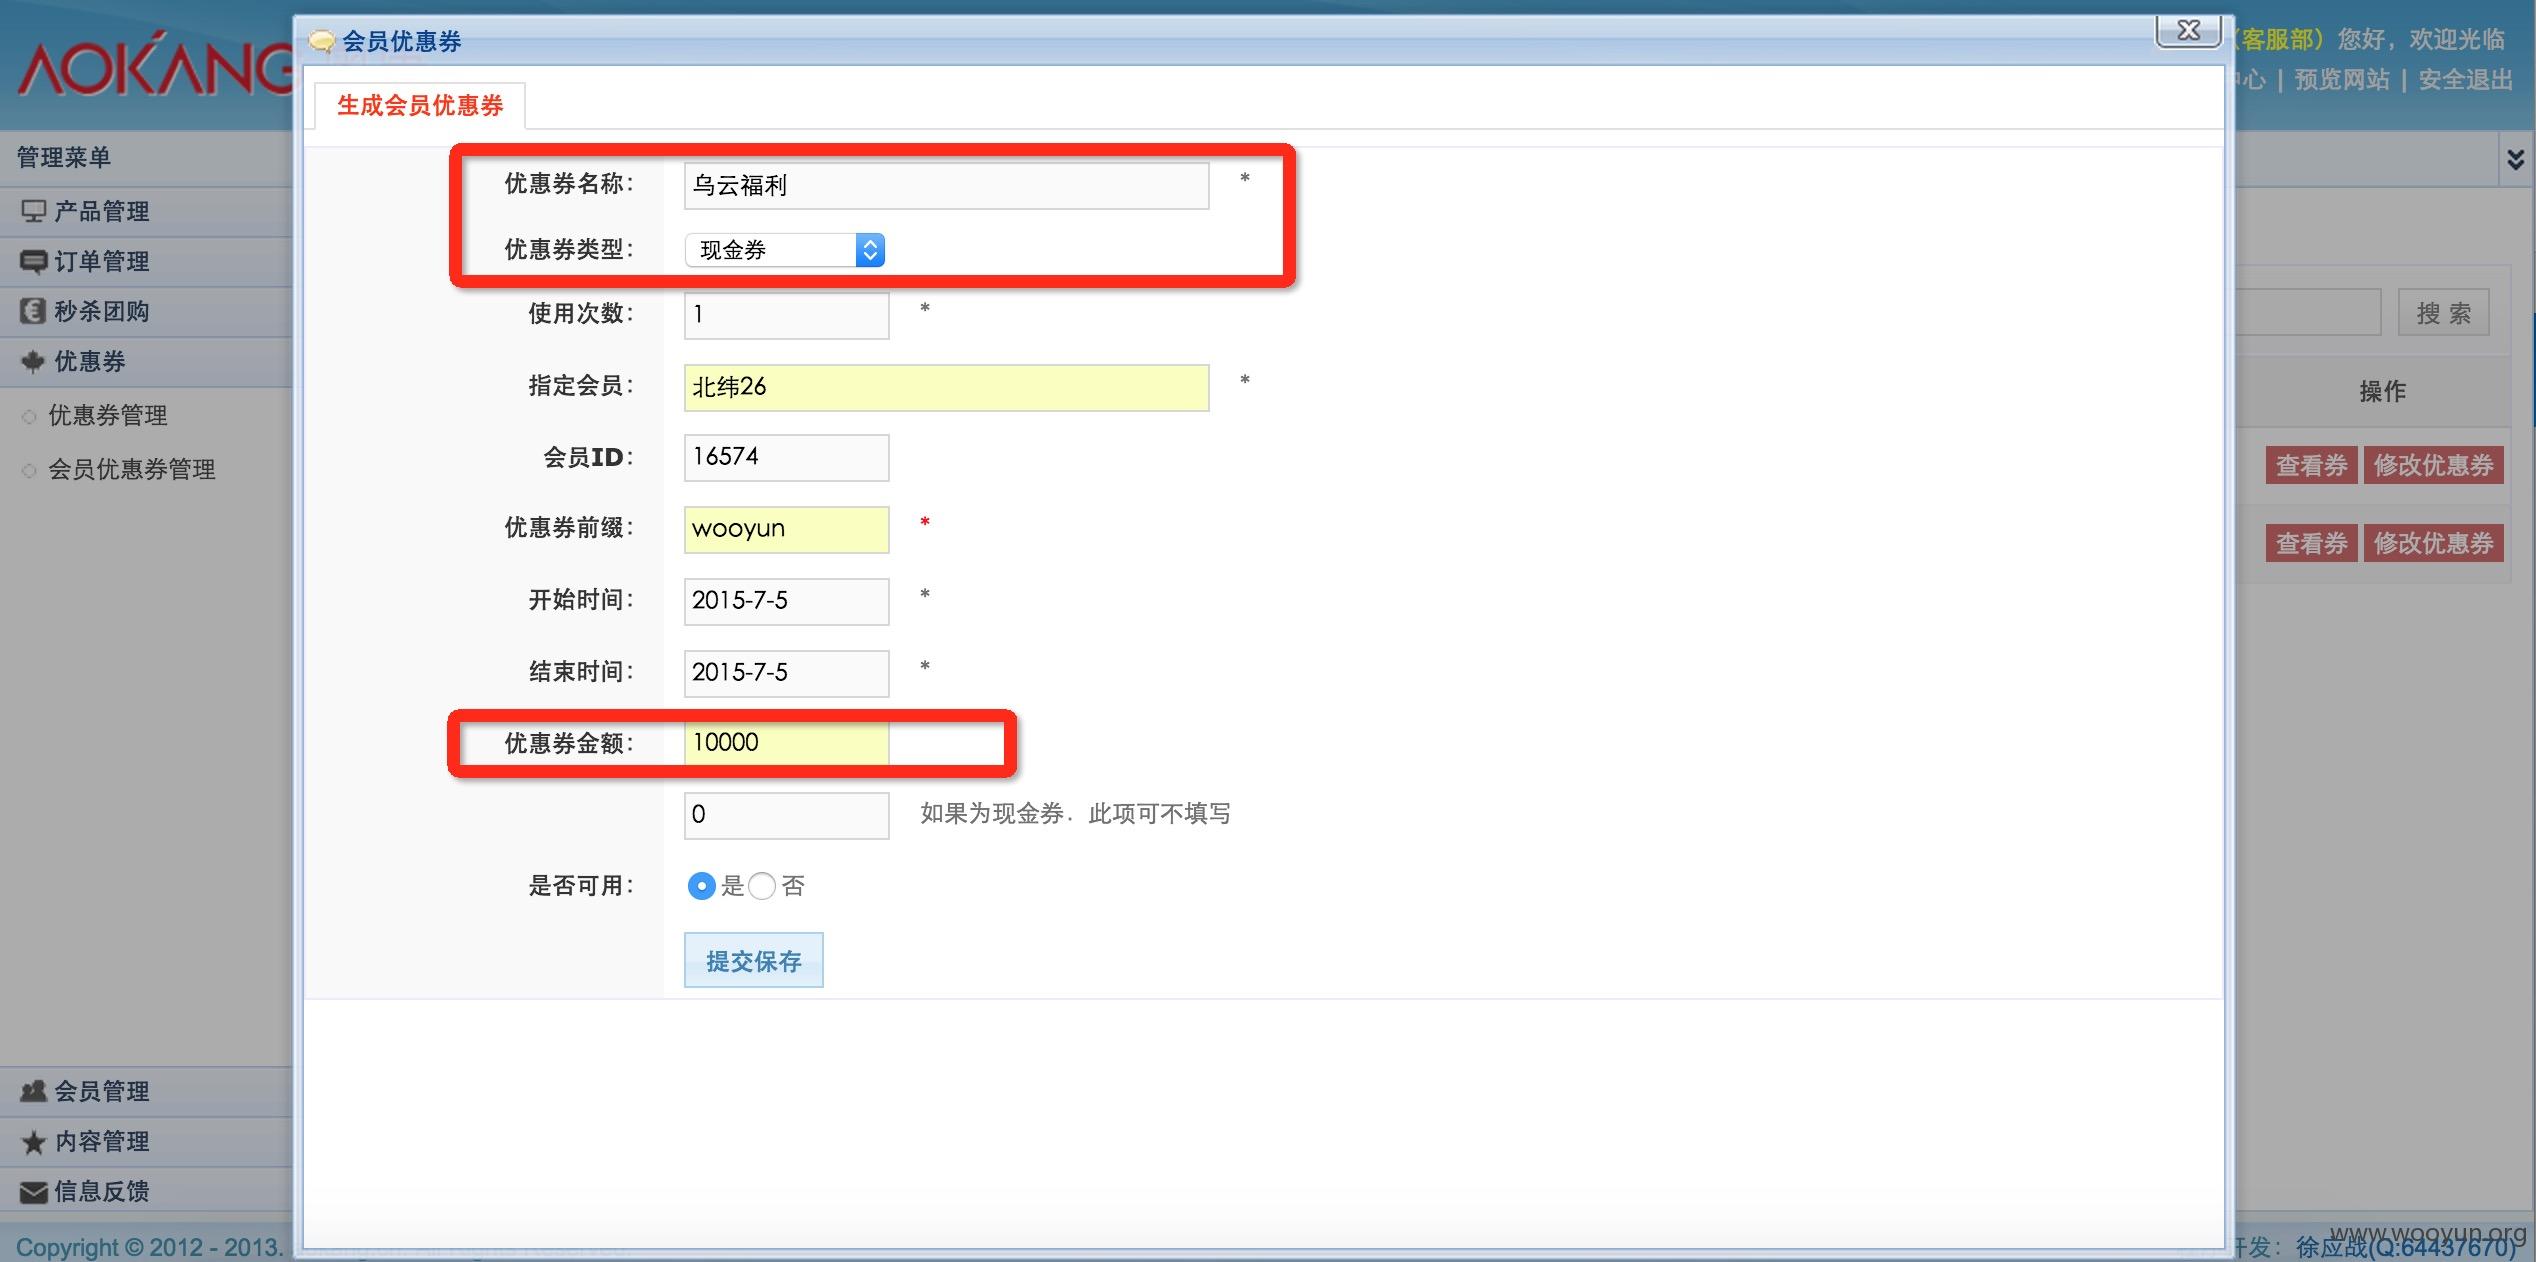 AOKANG
会员优惠券
(客服部) 您好，欢迎光临
心 | 预览网站 | 安全退出
生成会员优惠券
管理菜单
产品管理
订单管理
秒杀团购
优惠券
优惠券管理
会员优惠券管理
会员管理
内容管理
信息反馈
优惠券名称： 乌云福利 *
优惠券类型： 现金券
使用次数： 1 *
指定会员： 北纬26 *
会员ID： 16574
优惠券前缀： wooyun *
开始时间： 2015-7-5 *
结束时间： 2015-7-5 *
优惠券金额： 10000
0 如果为现金券．此项可不填写
是否可用： 是 否
提交保存
搜 索
操作
查看券 修改优惠券
查看券 修改优惠券
Copyright © 2012 - 2013. Aokang.cn. All Rights Reserved.
开发：徐应战(Q:64437670)
www.wooyun.org